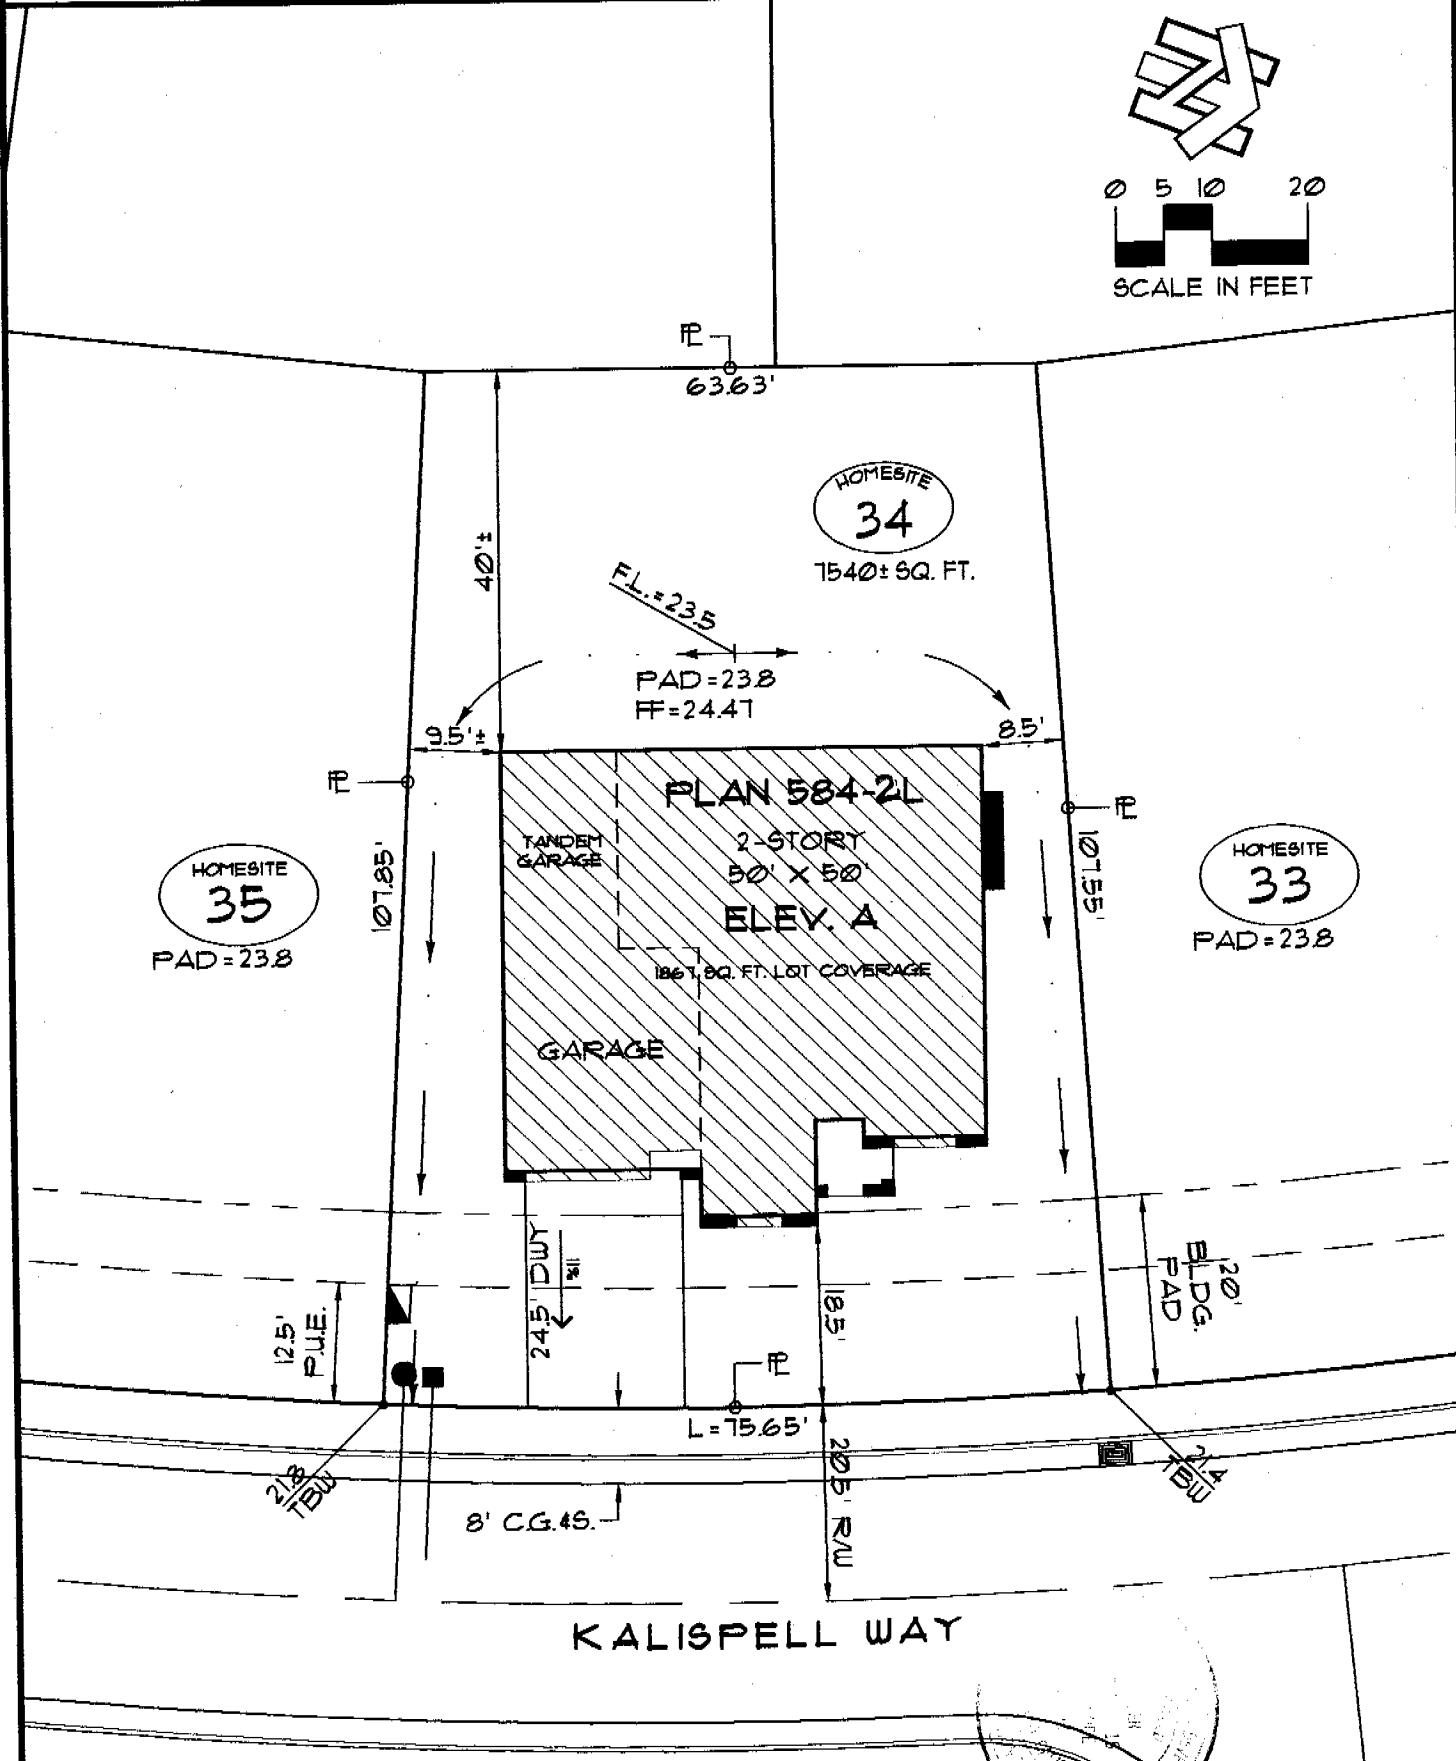 0 5 10 20
SCALE IN FEET
PL
63.63'
HOMESITE
34
7540± SQ. FT.
40'±
F.L.=23.5
PAD=23.8
FF=24.47
9.5'±
8.5'
PL
PL
PLAN 584-2L
2-STORY
50' X 50'
ELEV. A
1867 SQ. FT. LOT COVERAGE
TANDEM
GARAGE
GARAGE
107.85'
107.55'
HOMESITE
35
PAD=23.8
HOMESITE
33
PAD=23.8
12.5'
P.U.E.
24.5' DWY
18.5'
20'
BLDG.
PAD
PL
L=75.65'
21.8
TBW
21.4
TBW
8' C.G.&S.
20.5' R/W
KALISPELL WAY